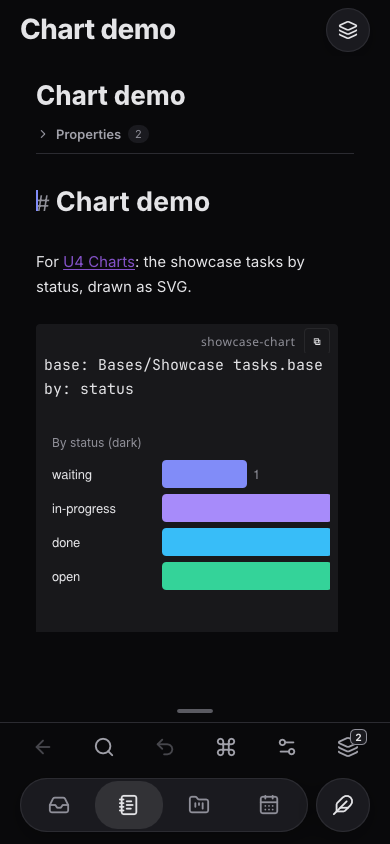 Chart demo
Chart demo
Properties 2
# Chart demo
For U4 Charts: the showcase tasks by
status, drawn as SVG.
showcase-chart
base: Bases/Showcase tasks.base
by: status
By status (dark)
waiting 1
in-progress
done
open
2